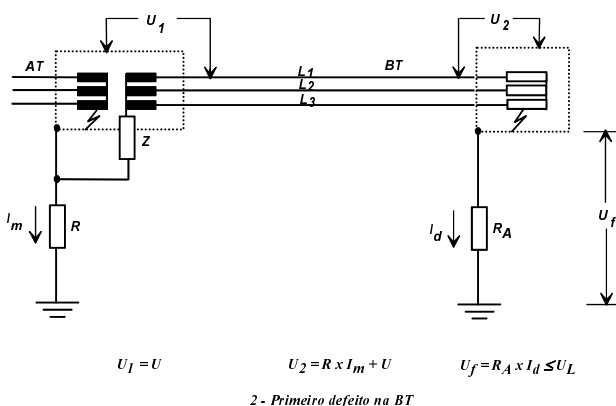 U1
U2
AT
L1
BT
L2
L3
Z
Im
R
Id
RA
Uf
U1 = U
U2 = R x Im + U
Uf = RA x Id ≤ UL
2 - Primeiro defeito na BT